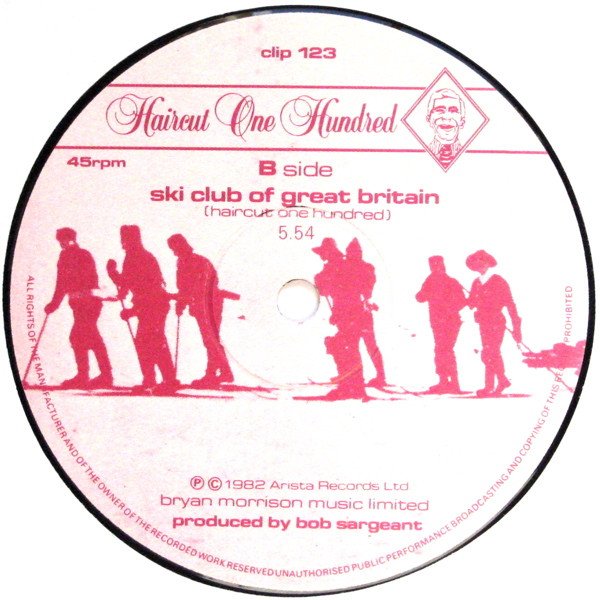 clip 123
Haircut One Hundred
45rpm
B side
ski club of great britain
(haircut one hundred)
5.54
Ⓟ © 1982 Arista Records Ltd
bryan morrison music limited
produced by bob sargeant
ALL RIGHTS OF THE MANUFACTURER AND OF THE OWNER OF THE RECORDED WORK RESERVED UNAUTHORISED PUBLIC PERFORMANCE BROADCASTING AND COPYING OF THIS RE PROHIBITED